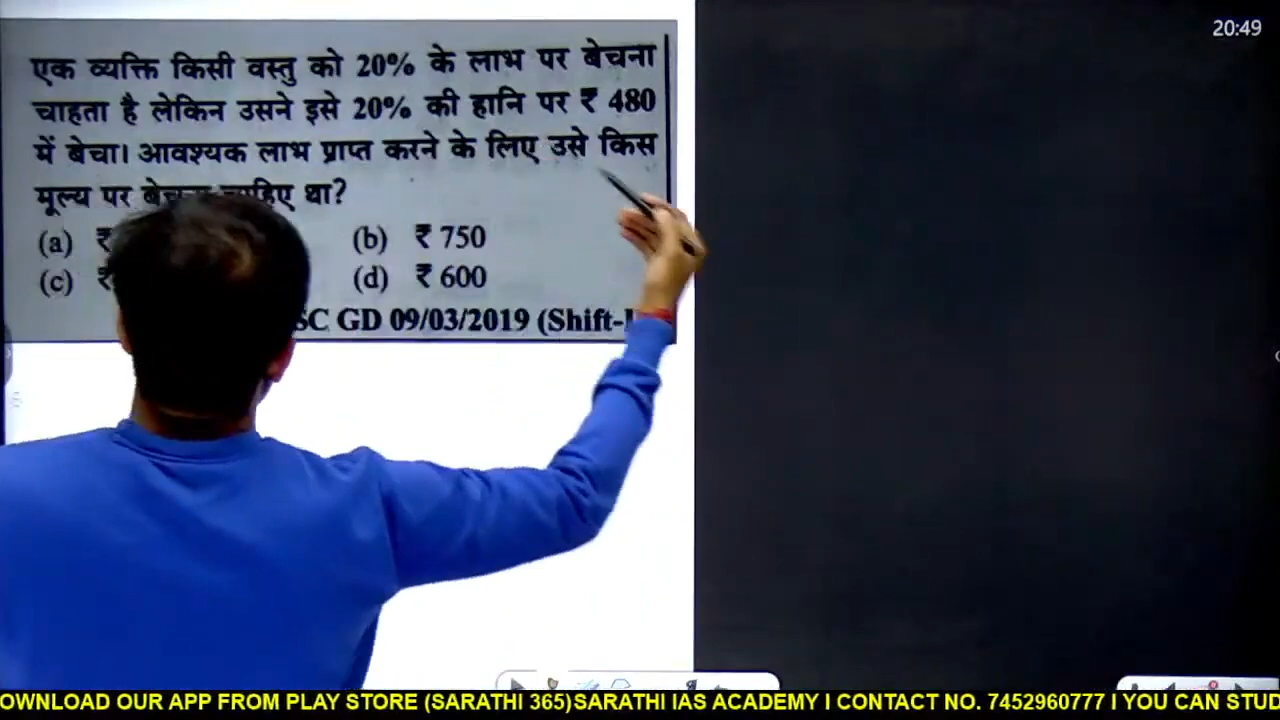 20:49
एक व्यक्ति किसी वस्तु को 20% के लाभ पर बेचना
चाहता है लेकिन उसने इसे 20% की हानि पर ₹ 480
में बेचा। आवश्यक लाभ प्राप्त करने के लिए उसे किस
मूल्य पर था?
(a) ₹ (b) ₹ 750
(c) ₹ (d) ₹ 600
SC GD 09/03/2019 (Shift-
OWNLOAD OUR APP FROM PLAY STORE (SARATHI 365)SARATHI IAS ACADEMY I CONTACT NO. 7452960777 I YOU CAN STUD